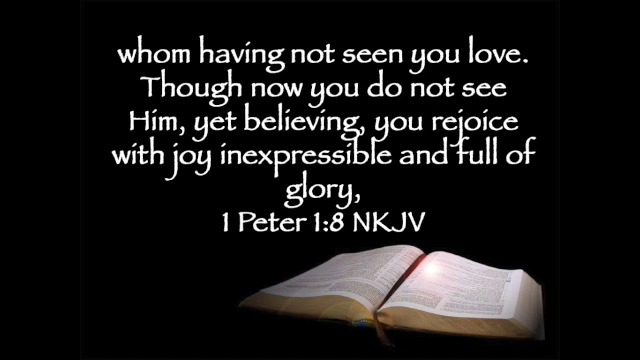 whom having not seen you love.
Though now you do not see
Him, yet believing, you rejoice
with joy inexpressible and full of
glory,
1 Peter 1:8 NKJV